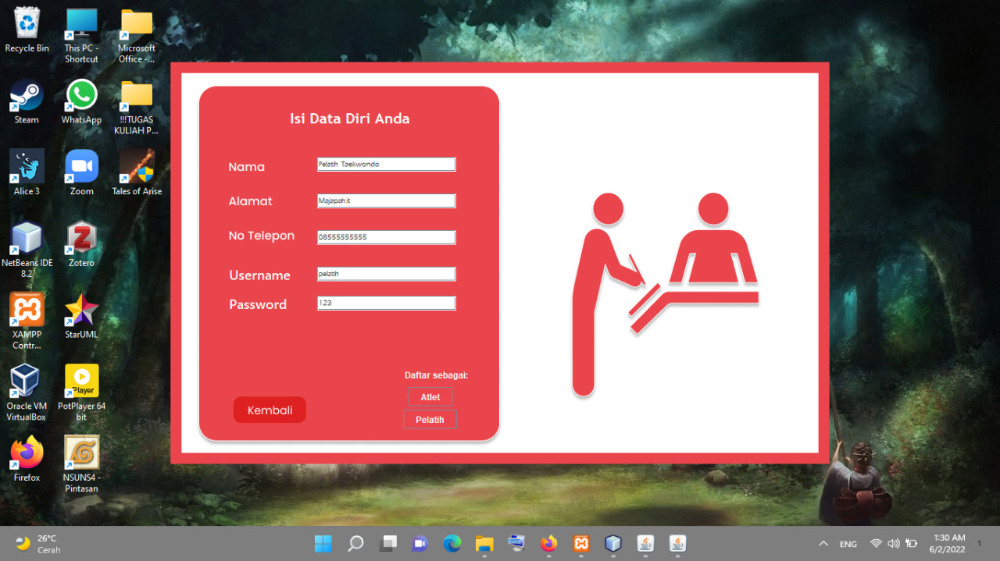 Recycle Bin
This PC -
Shortcut
Microsoft
Office -...
Steam
WhatsApp
!!!TUGAS
KULIAH P...
Alice 3
Zoom
Tales of Arise
NetBeans IDE
8.2
Zotero
XAMPP
Contr...
StarUML
Oracle VM
VirtualBox
Player
PotPlayer 64
bit
Firefox
NSUNS4 -
Pintasan
Isi Data Diri Anda
Nama
Pelatih Taekwondo
Alamat
Majapahit
No Telepon
08555555555
Username
pelatih
Password
123
Daftar sebagai:
Atlet
Kembali
Pelatih
26°C
Cerah
ENG
1:30 AM
6/2/2022
1